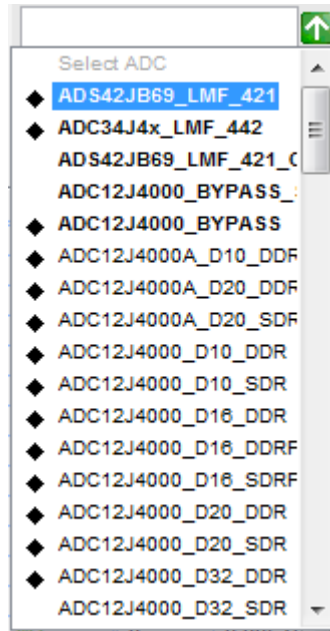 Select ADC
ADS42JB69_LMF_421
ADC34J4x_LMF_442
ADS42JB69_LMF_421_
ADC12J4000_BYPASS_
ADC12J4000_BYPASS
ADC12J4000A_D10_DDR
ADC12J4000A_D20_DDR
ADC12J4000A_D20_SDR
ADC12J4000_D10_DDR
ADC12J4000_D10_SDR
ADC12J4000_D16_DDR
ADC12J4000_D16_DDRF
ADC12J4000_D16_SDRF
ADC12J4000_D20_DDR
ADC12J4000_D20_SDR
ADC12J4000_D32_DDR
ADC12J4000_D32_SDR